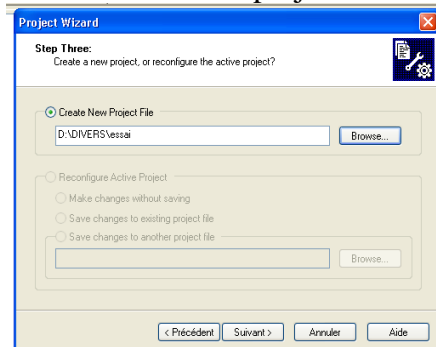 Project Wizard
Step Three:
Create a new project, or reconfigure the active project?
Create New Project File
D:\DIVERS\essai
Browse...
Reconfigure Active Project
Make changes without saving
Save changes to existing project file
Save changes to another project file
Browse...
< Précédent Suivant > Annuler Aide